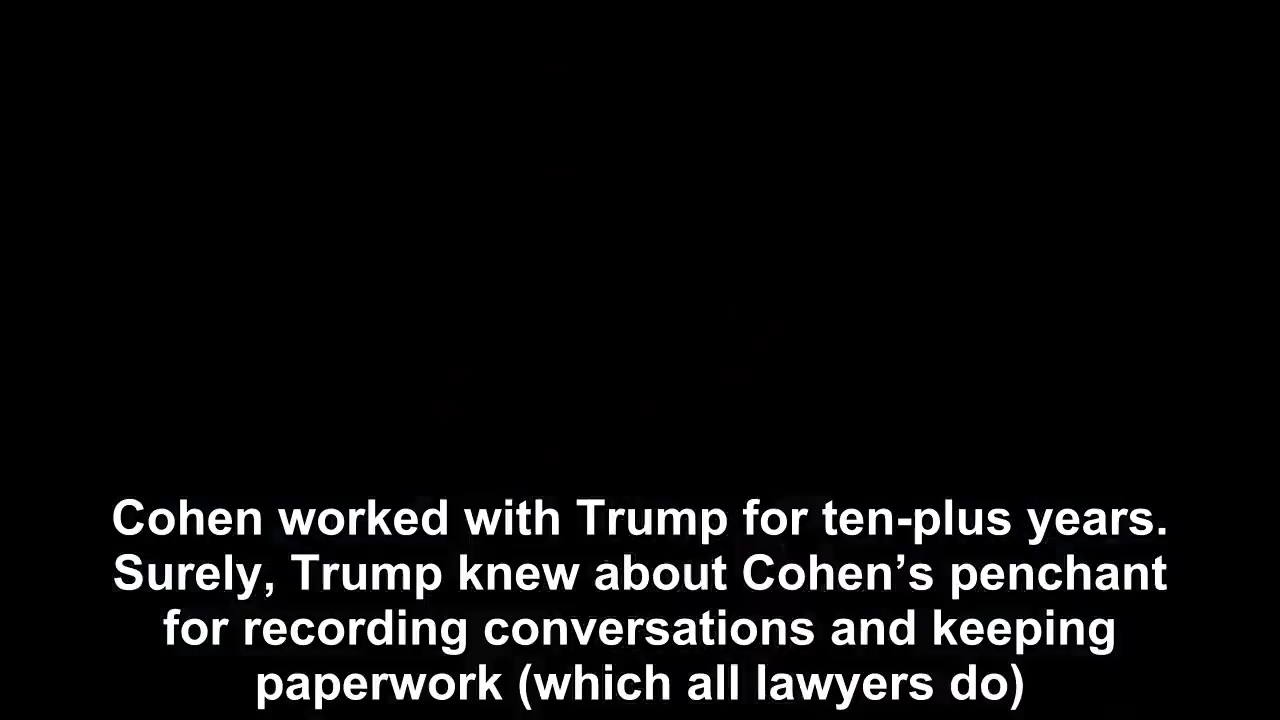 Cohen worked with Trump for ten-plus years.
Surely, Trump knew about Cohen’s penchant
for recording conversations and keeping
paperwork (which all lawyers do)